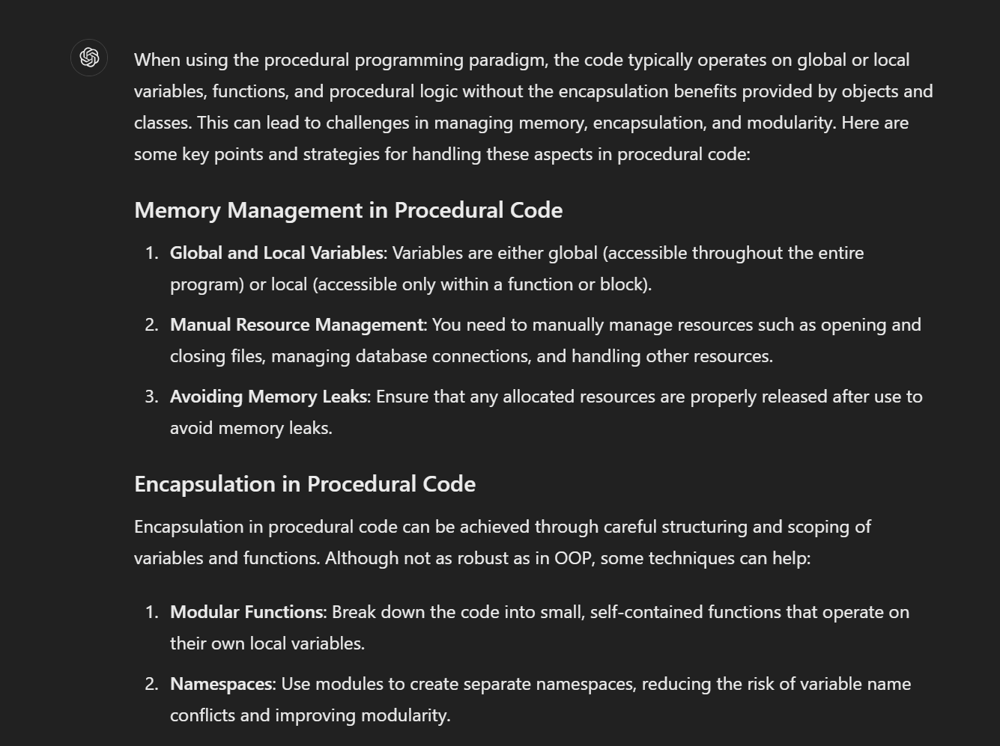 When using the procedural programming paradigm, the code typically operates on global or local
variables, functions, and procedural logic without the encapsulation benefits provided by objects and
classes. This can lead to challenges in managing memory, encapsulation, and modularity. Here are
some key points and strategies for handling these aspects in procedural code:
Memory Management in Procedural Code
1. Global and Local Variables: Variables are either global (accessible throughout the entire
program) or local (accessible only within a function or block).
2. Manual Resource Management: You need to manually manage resources such as opening and
closing files, managing database connections, and handling other resources.
3. Avoiding Memory Leaks: Ensure that any allocated resources are properly released after use to
avoid memory leaks.
Encapsulation in Procedural Code
Encapsulation in procedural code can be achieved through careful structuring and scoping of
variables and functions. Although not as robust as in OOP, some techniques can help:
1. Modular Functions: Break down the code into small, self-contained functions that operate on
their own local variables.
2. Namespaces: Use modules to create separate namespaces, reducing the risk of variable name
conflicts and improving modularity.